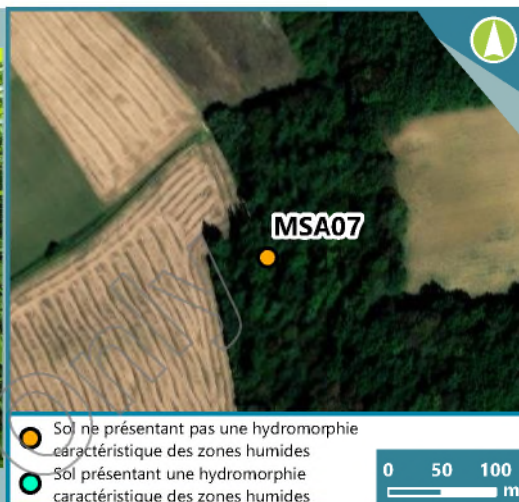 MSA07
Sol ne présentant pas une hydromorphie
caractéristique des zones humides
Sol présentant une hydromorphie
caractéristique des zones humides
0 50 100
m